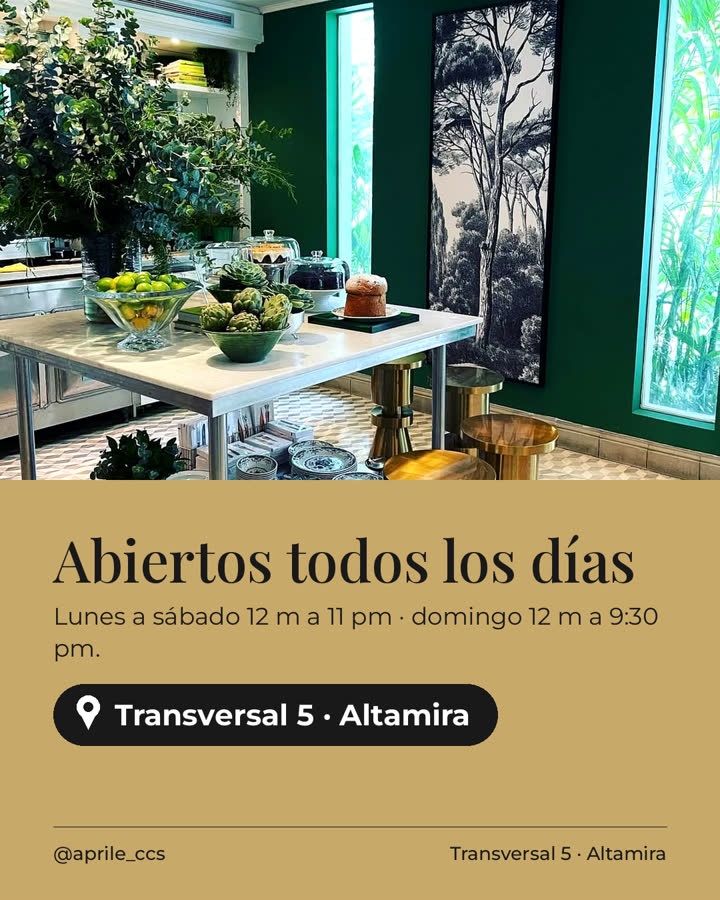 Abiertos todos los días
Lunes a sábado 12 m a 11 pm · domingo 12 m a 9:30
pm.
Transversal 5 · Altamira
@aprile_ccs
Transversal 5 · Altamira